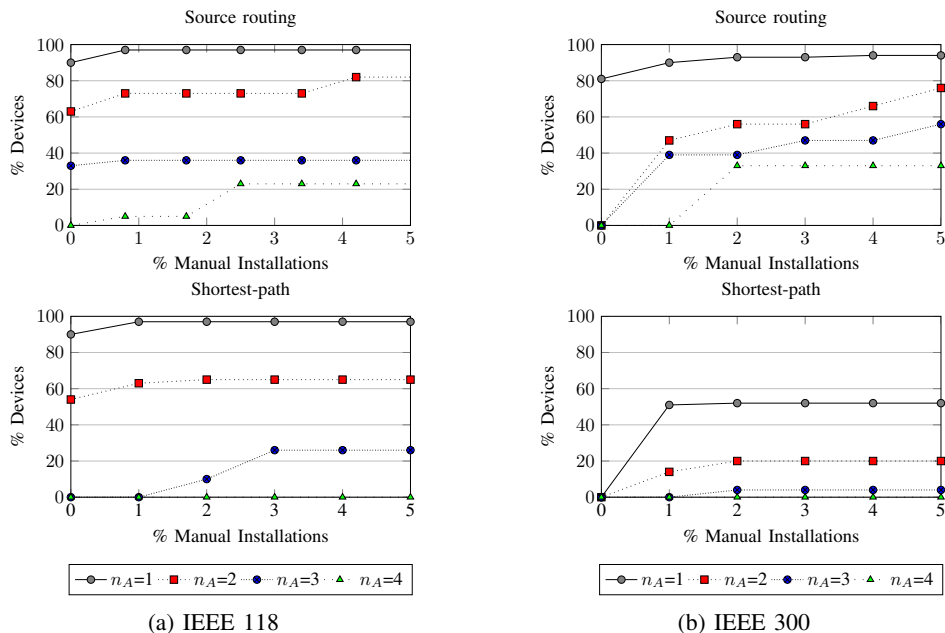 Source routing
100
80
60
40
20
0
% Devices
0 1 2 3 4 5
% Manual Installations
Shortest-path
100
80
60
40
20
0
% Devices
0 1 2 3 4 5
% Manual Installations
n_A=1 n_A=2 n_A=3 n_A=4
(a) IEEE 118
Source routing
100
80
60
40
20
0
% Devices
0 1 2 3 4 5
% Manual Installations
Shortest-path
100
80
60
40
20
0
% Devices
0 1 2 3 4 5
% Manual Installations
n_A=1 n_A=2 n_A=3 n_A=4
(b) IEEE 300